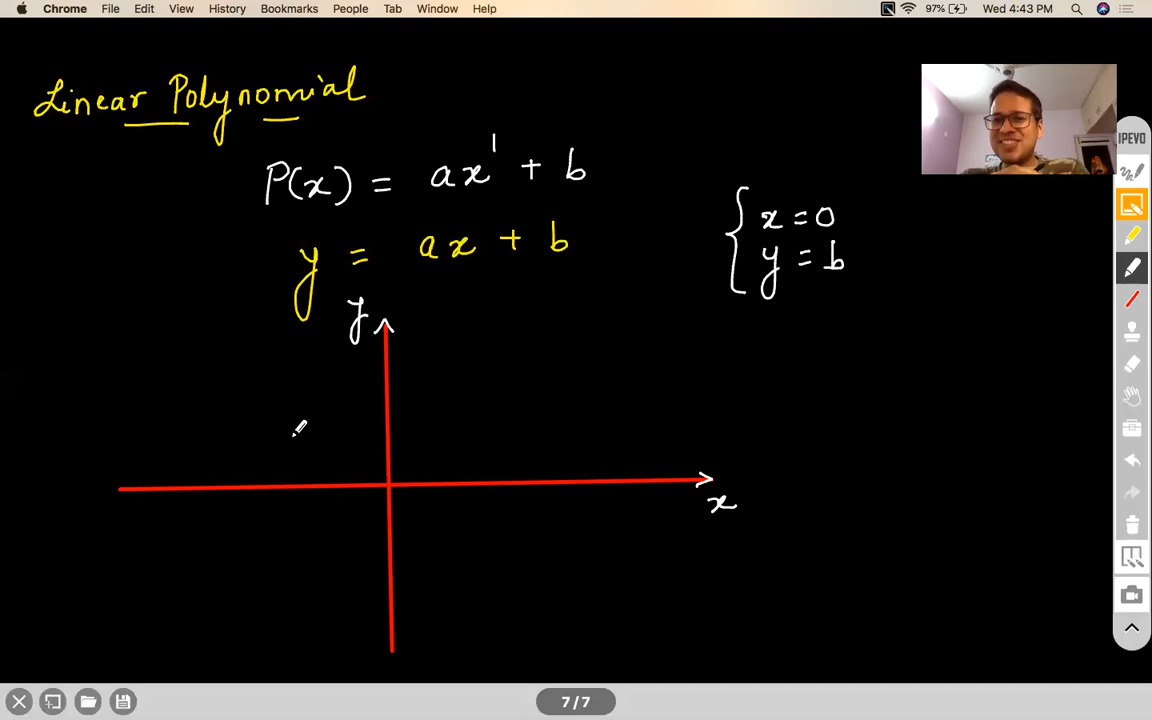 Chrome File Edit View History Bookmarks People Tab Window Help 97% Wed 4:43 PM
Linear Polynomial
IPEVO
P(x) = ax¹ + b
x = 0
y = ax + b
y = b
y
x
7/7